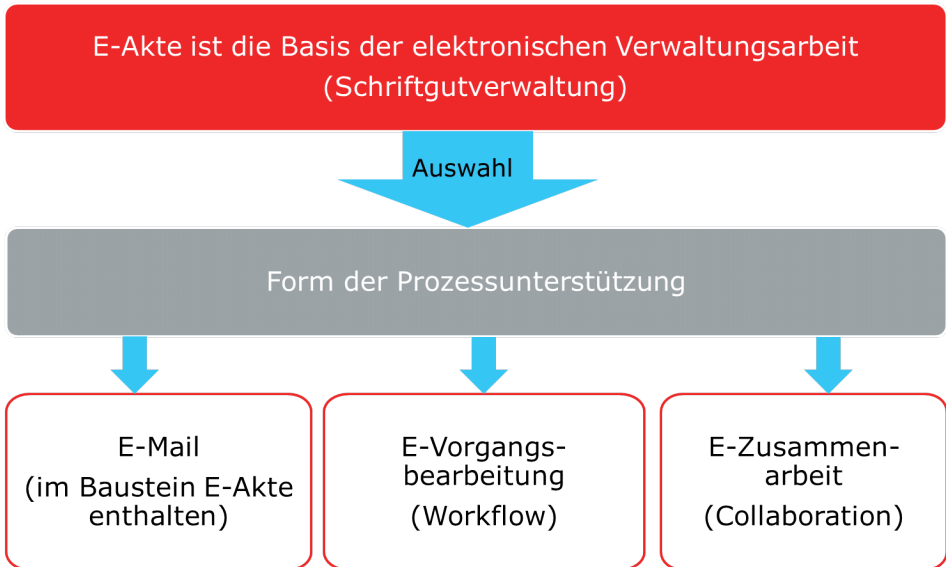 E-Akte ist die Basis der elektronischen Verwaltungsarbeit
(Schriftgutverwaltung)
Auswahl
Form der Prozessunterstützung
E-Mail
(im Baustein E-Akte
enthalten)
E-Vorgangs-
bearbeitung
(Workflow)
E-Zusammen-
arbeit
(Collaboration)